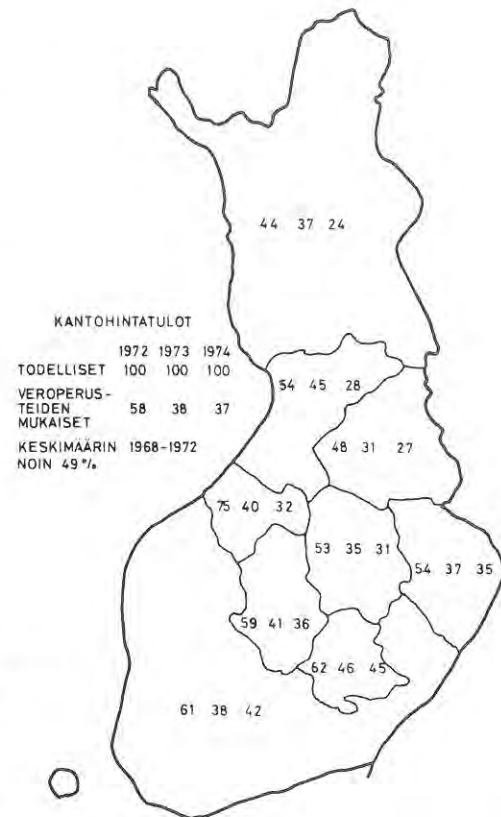 44 37 24
KANTOHINTATULOT
1972 1973 1974
TODELLISET 100 100 100
VEROPERUS-
TEIDEN 58 38 37
MUKAISET
KESKIMÄÄRIN 1968-1972
NOIN 49 %
54 45 28
48 31 27
75 40 32
53 35 31
54 37 35
59 41 36
62 46 45
61 38 42